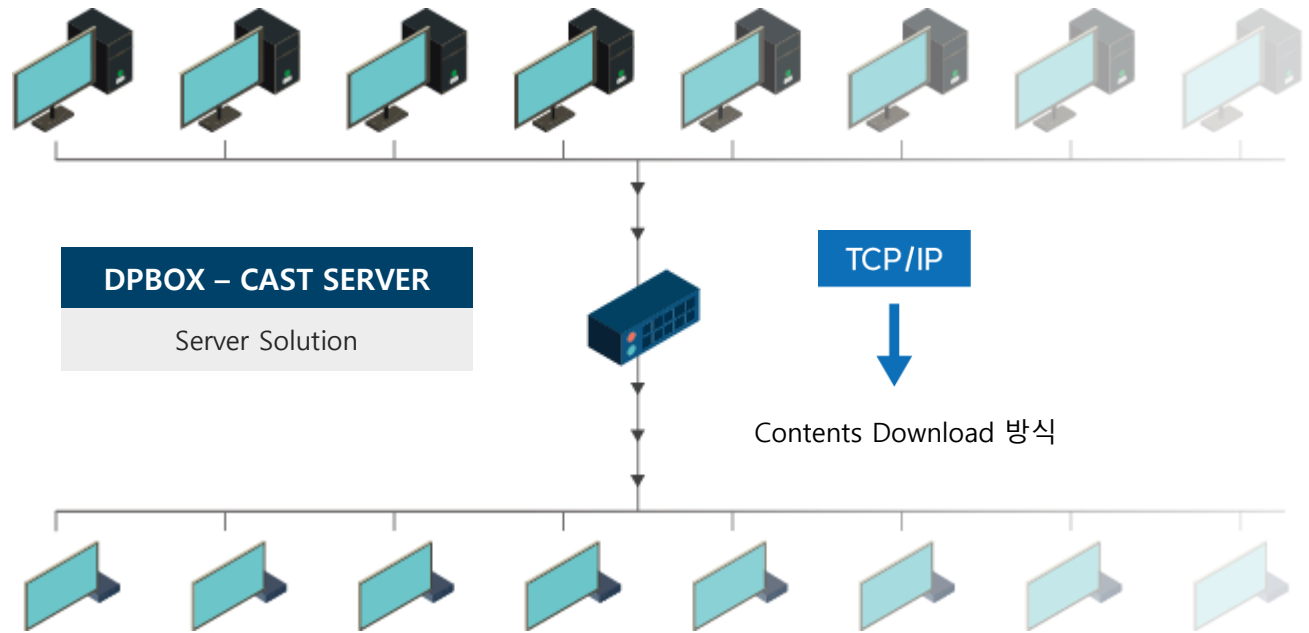 DPBOX – CAST SERVER
Server Solution
TCP/IP
Contents Download 방식